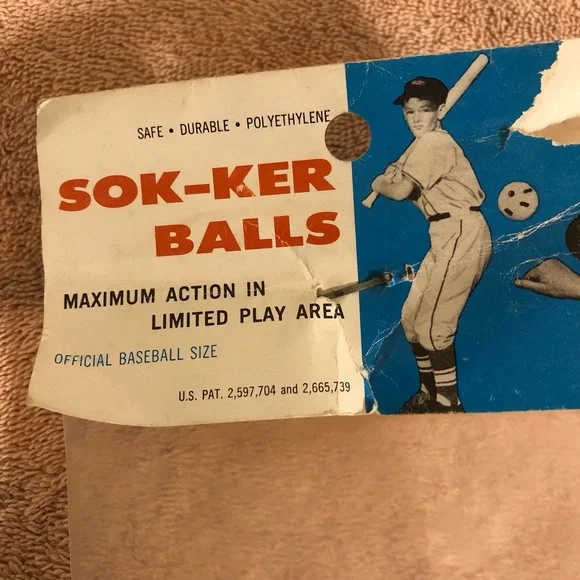 SAFE • DURABLE • POLYETHYLENE
SOK-KER
BALLS
MAXIMUM ACTION IN
LIMITED PLAY AREA
OFFICIAL BASEBALL SIZE
U.S. PAT. 2,597,704 and 2,665,739